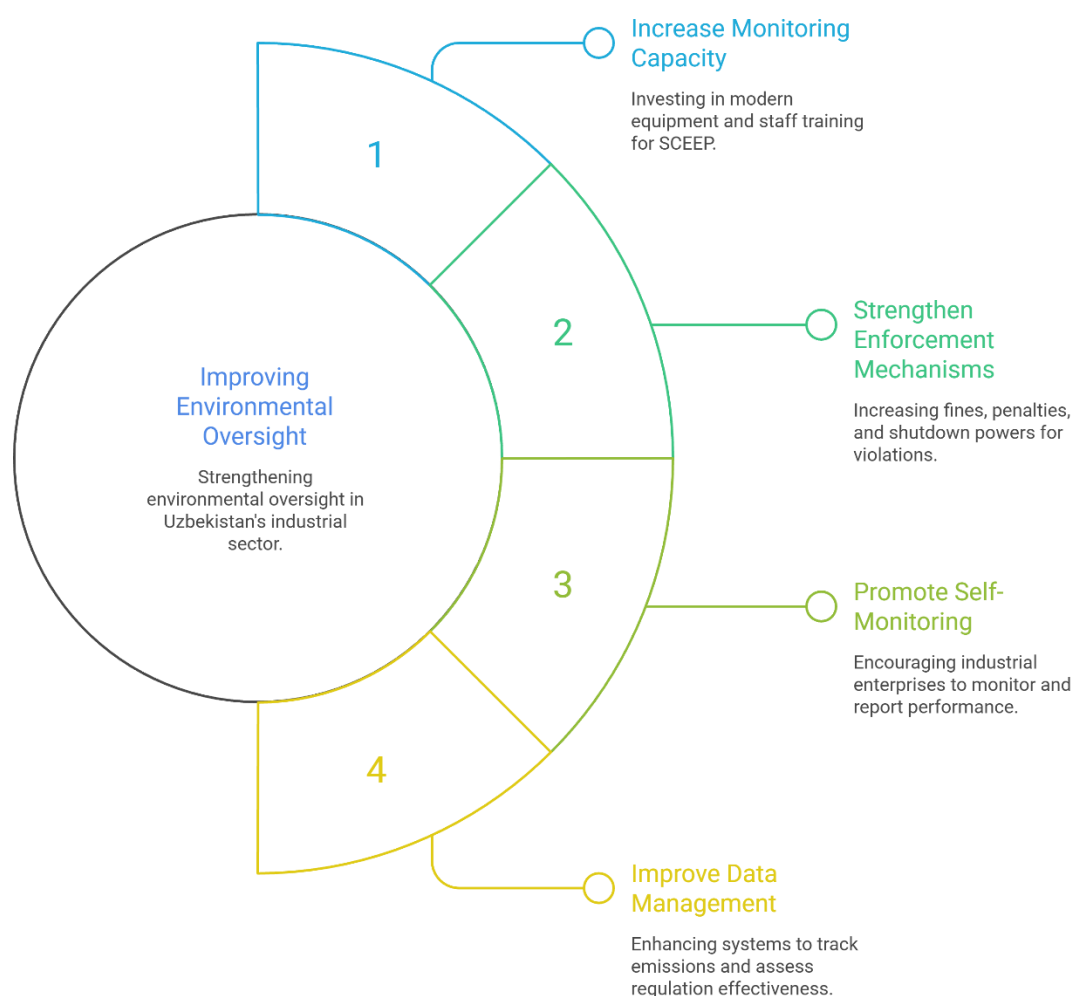 Improving
Environmental
Oversight
Strengthening
environmental oversight in
Uzbekistan's industrial
sector.
1
Increase Monitoring
Capacity
Investing in modern
equipment and staff training
for SCEEP.
2
Strengthen
Enforcement
Mechanisms
Increasing fines, penalties,
and shutdown powers for
violations.
3
Promote Self-
Monitoring
Encouraging industrial
enterprises to monitor and
report performance.
4
Improve Data
Management
Enhancing systems to track
emissions and assess
regulation effectiveness.